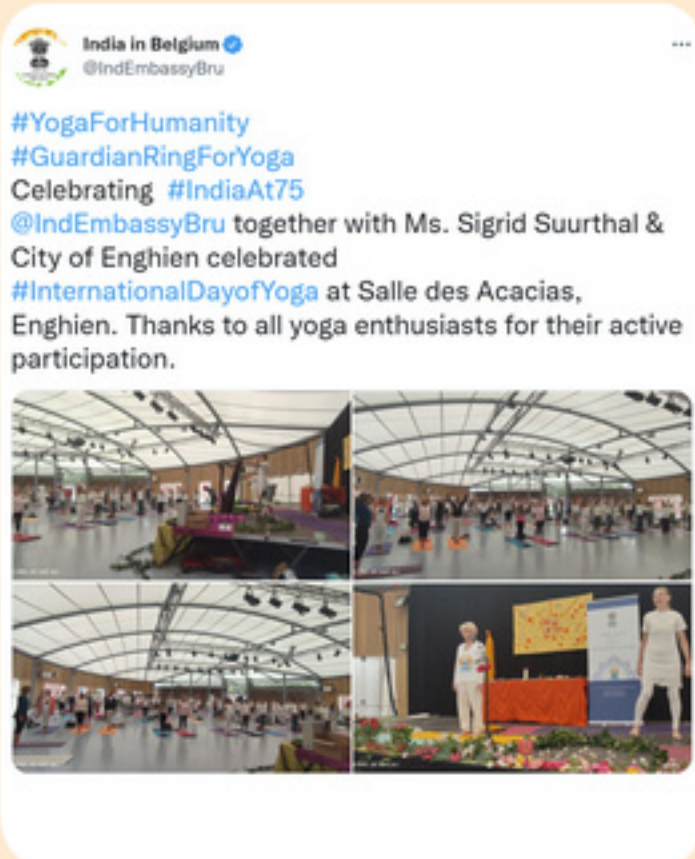 India in Belgium
@IndEmbassyBru
#YogaForHumanity
#GuardianRingForYoga
Celebrating #IndiaAt75
@IndEmbassyBru together with Ms. Sigrid Suurthal &
City of Enghien celebrated
#InternationalDayofYoga at Salle des Acacias,
Enghien. Thanks to all yoga enthusiasts for their active
participation.